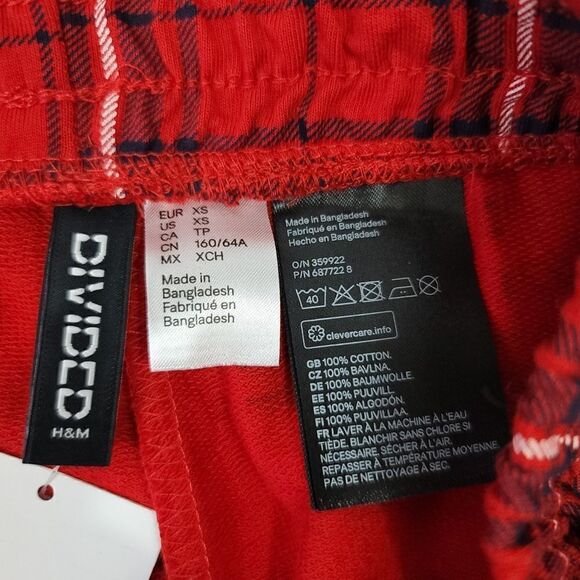 DIVIDED
H&M
EUR XS
US XS
CA TP
CN 160/64A
MX XCH
Made in
Bangladesh
Fabriqué en
Bangladesh
Made in Bangladesh
Fabriqué en Bangladesh
Hecho en Bangladesh
O/N 359922
P/N 687722 8
40
clevercare.info
GB 100% COTTON.
CZ 100% BAVLNA.
DE 100% BAUMWOLLE.
EE 100% PUUVILL.
ES 100% ALGODÓN.
FI 100% PUUVILLAA.
FR LAVER À LA MACHINE À L'EAU
TIÈDE. BLANCHIR SANS CHLORE SI
NÉCESSAIRE. SÉCHER À L'AIR.
REPASSER À TEMPÉRATURE MOYENNE.
PAS DE NETTOYAGE À SEC.